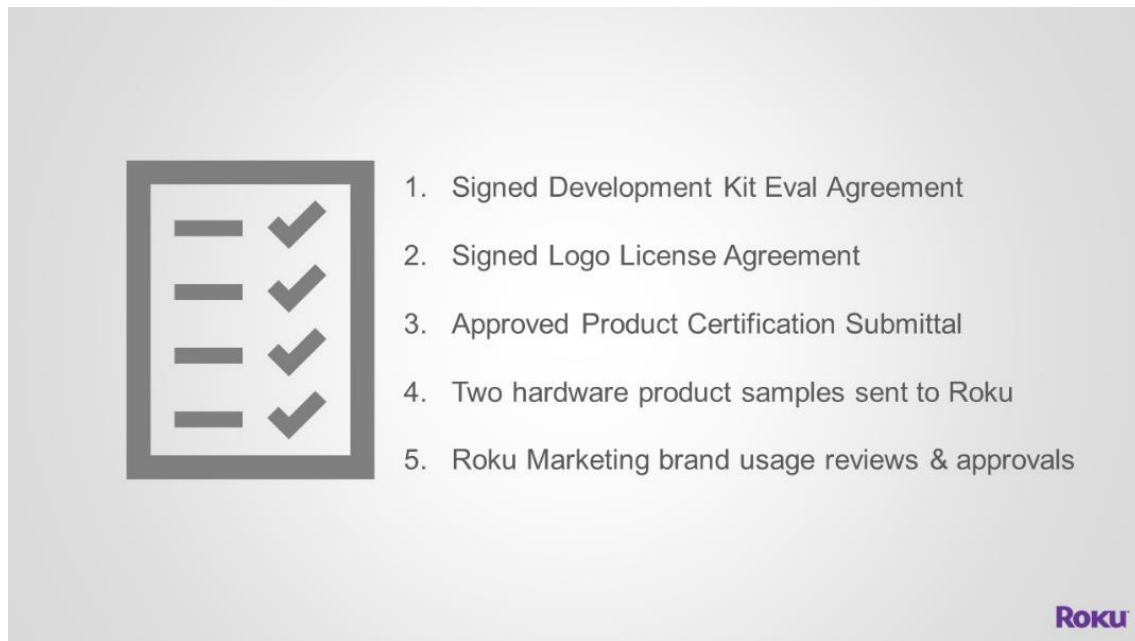 1. Signed Development Kit Eval Agreement
2. Signed Logo License Agreement
3. Approved Product Certification Submittal
4. Two hardware product samples sent to Roku
5. Roku Marketing brand usage reviews & approvals
Roku